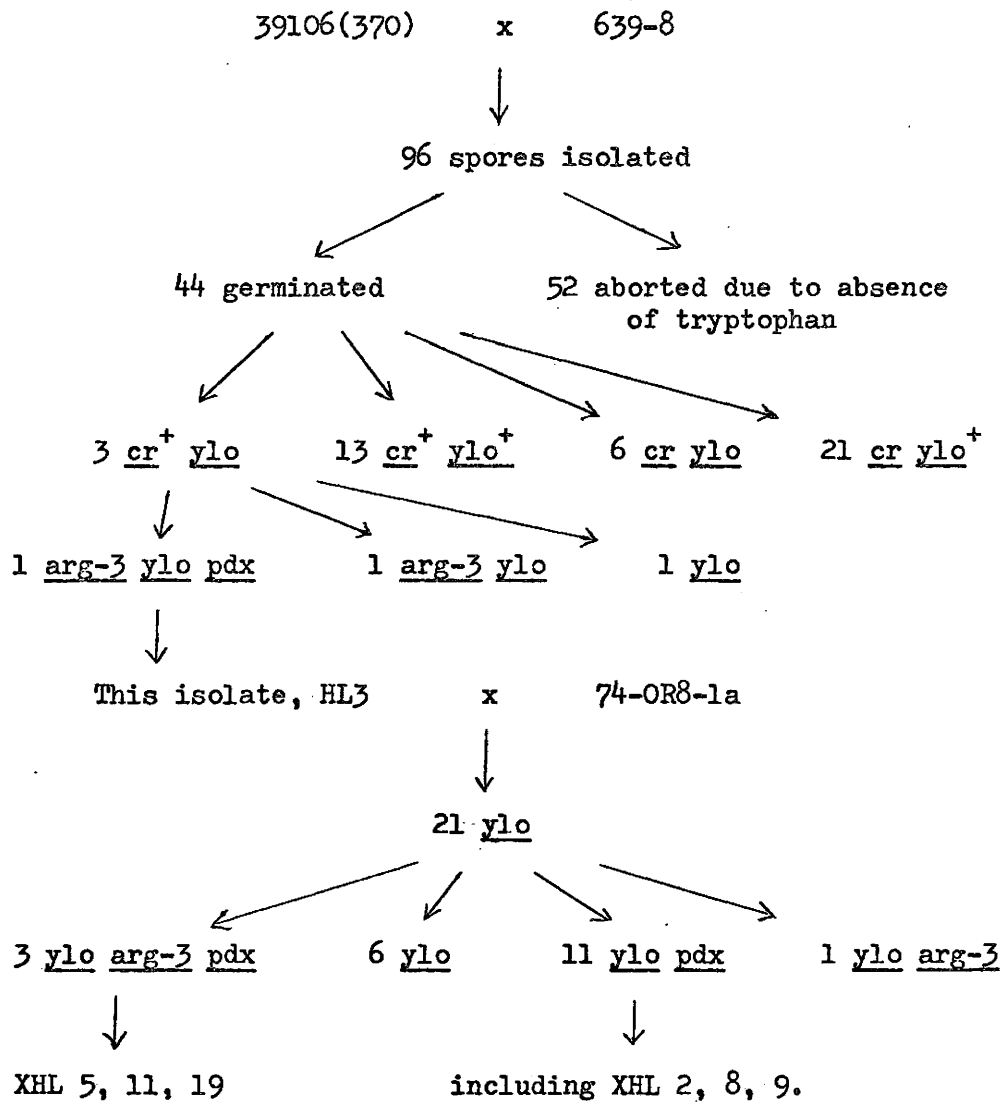 39106(370) x 639-8
96 spores isolated
44 germinated 52 aborted due to absence
of tryptophan
3 cr+ ylo 13 cr+ ylo+ 6 cr ylo 21 cr ylo+
1 arg-3 ylo pdx 1 arg-3 ylo 1 ylo
This isolate, HL3 x 74-OR8-1a
21 ylo
3 ylo arg-3 pdx 6 ylo 11 ylo pdx 1 ylo arg-3
XHL 5, 11, 19 including XHL 2, 8, 9.